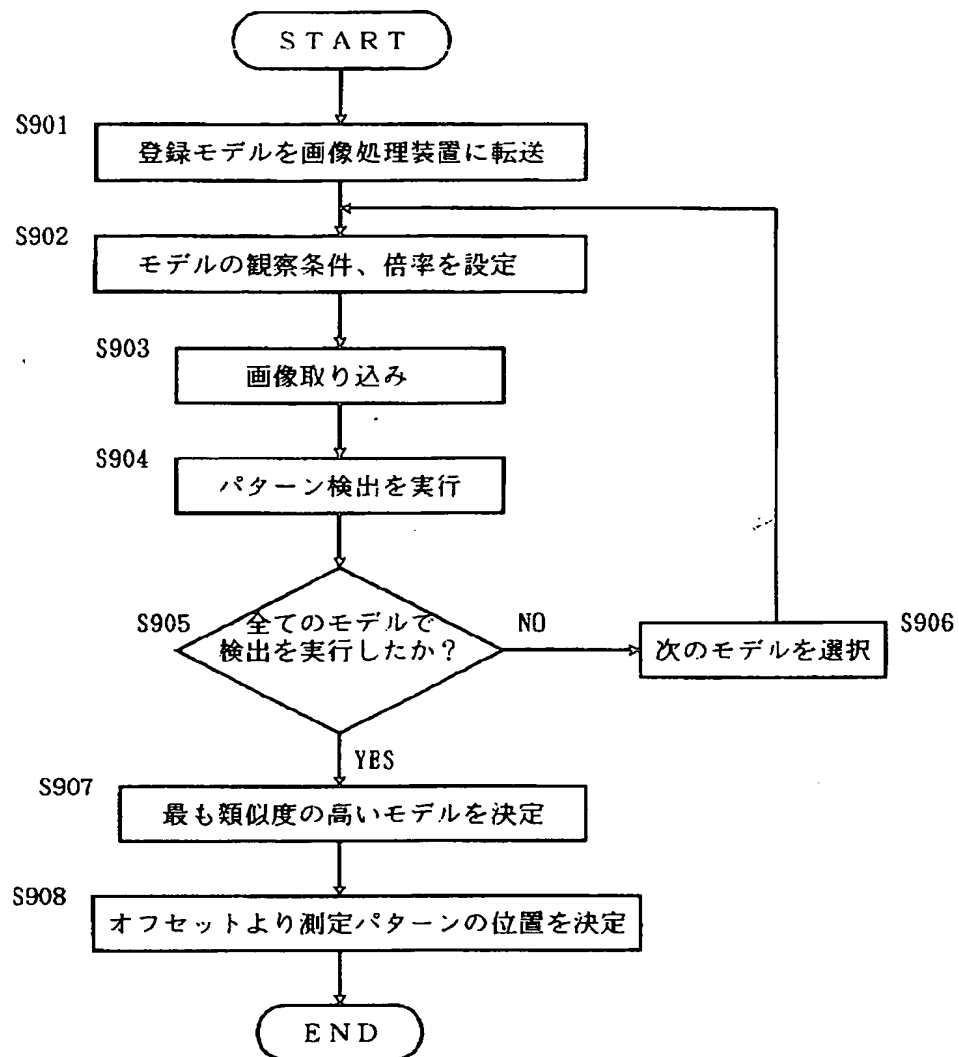 START
S901
登録モデルを画像処理装置に転送
S902
モデルの観察条件、倍率を設定
S903
画像取り込み
S904
パターン検出を実行
S905
全てのモデルで
検出を実行したか？
NO
次のモデルを選択
S906
YES
S907
最も類似度の高いモデルを決定
S908
オフセットより測定パターンの位置を決定
END